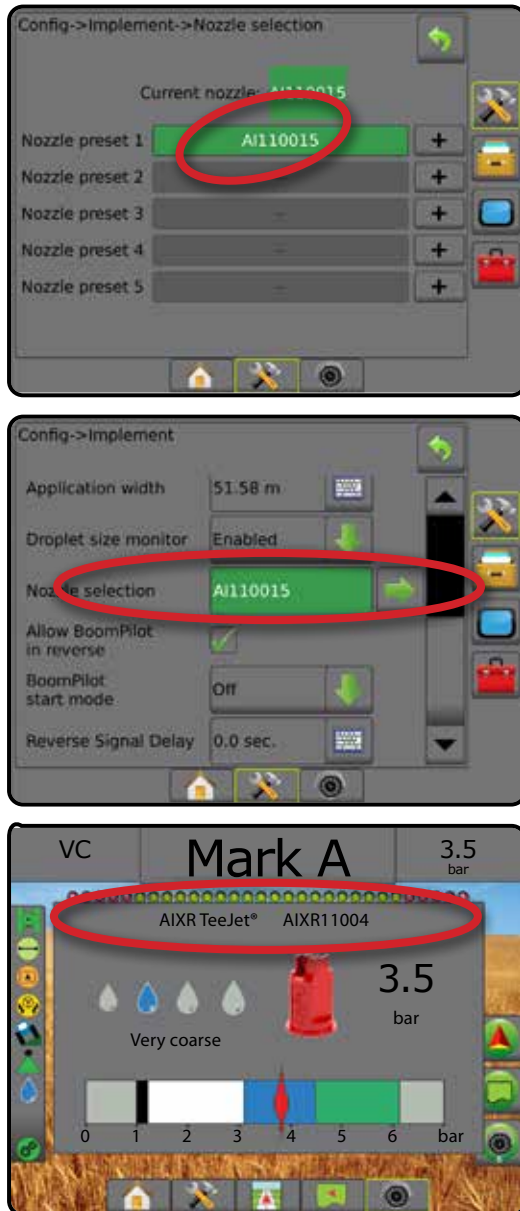 Config->Implement->Nozzle selection
Current nozzle: AI110015
Nozzle preset 1 AI110015 +
Nozzle preset 2 – +
Nozzle preset 3 – +
Nozzle preset 4 – +
Nozzle preset 5 – +
Config->Implement
Application width 51.58 m
Droplet size monitor Enabled
Nozzle selection AI110015
Allow BoomPilot
in reverse
BoomPilot
start mode Off
Reverse Signal Delay 0.0 sec.
VC Mark A 3.5
bar
AIXR TeeJet® AIXR11004
3.5
bar
Very coarse
0 1 2 3 4 5 6 bar